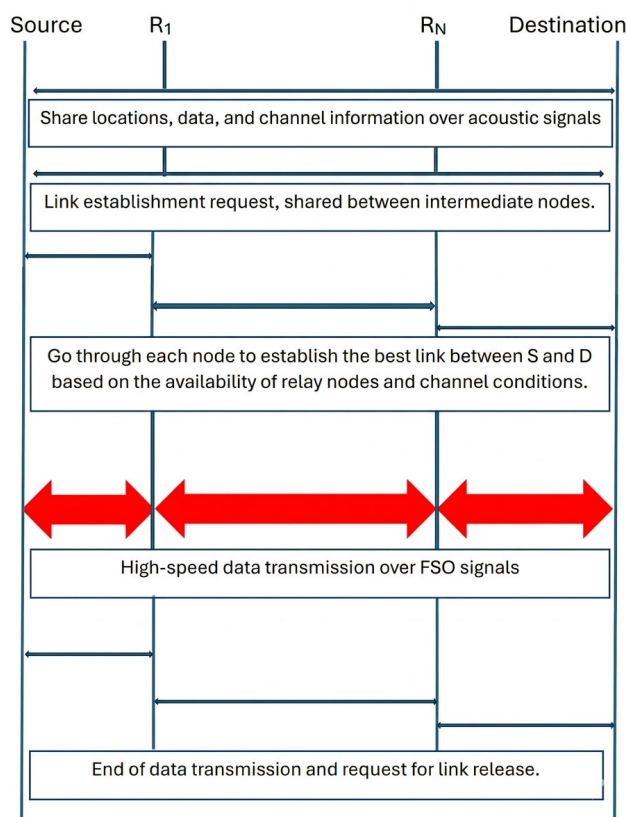 Source R₁ R_N Destination
Share locations, data, and channel information over acoustic signals
Link establishment request, shared between intermediate nodes.
Go through each node to establish the best link between S and D
based on the availability of relay nodes and channel conditions.
High-speed data transmission over FSO signals
End of data transmission and request for link release.